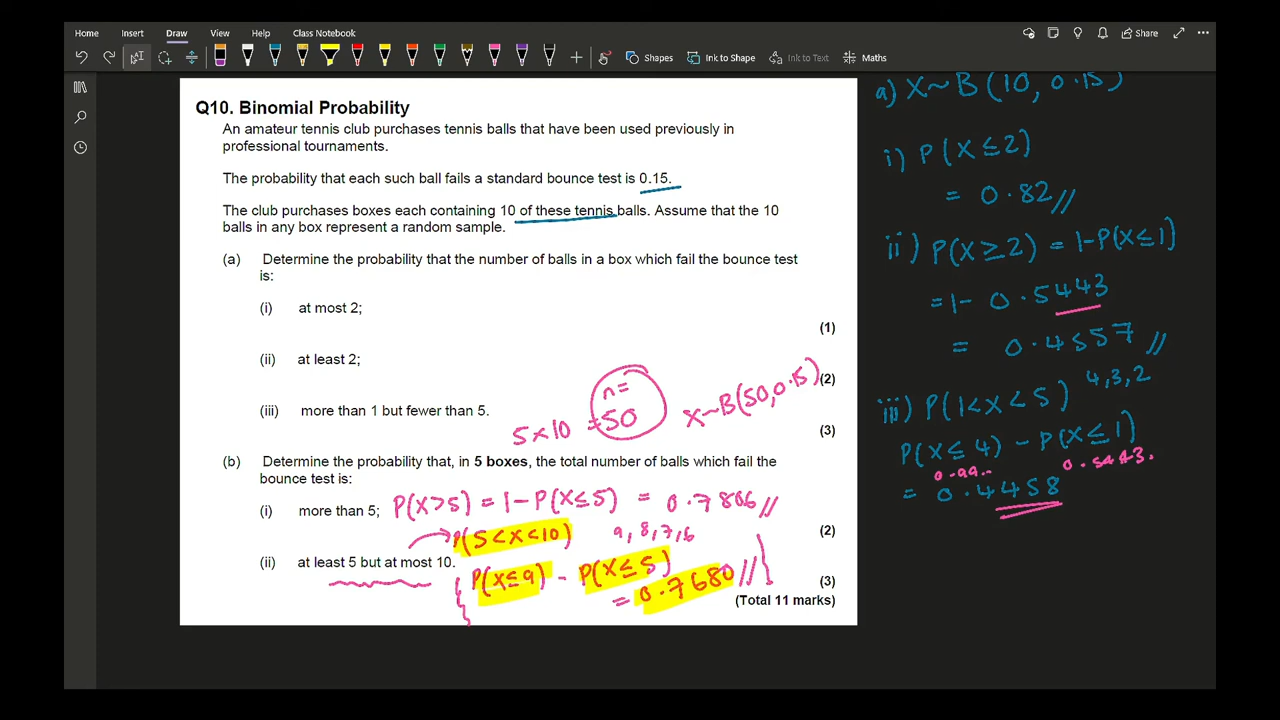 Home Insert Draw View Help Class Notebook
Share
Shapes Ink to Shape Ink to Text Maths
Q10. Binomial Probability
An amateur tennis club purchases tennis balls that have been used previously in
professional tournaments.
The probability that each such ball fails a standard bounce test is 0.15.
The club purchases boxes each containing 10 of these tennis balls. Assume that the 10
balls in any box represent a random sample.
(a) Determine the probability that the number of balls in a box which fail the bounce test
is:
(i) at most 2;
(1)
(ii) at least 2;
(2)
(iii) more than 1 but fewer than 5.
(3)
n=
5x10 =50
X~B(50,0.15)
(b) Determine the probability that, in 5 boxes, the total number of balls which fail the
bounce test is:
(i) more than 5; P(X>5) = 1-P(X≤5) = 0.7806//
(2)
P(5<X<10) 9,8,7,6
(ii) at least 5 but at most 10.
P(X≤9) - P(X≤5)
= 0.7680//
(3)
(Total 11 marks)
a) X~B(10, 0.15)
i) P(X≤2)
= 0.82//
ii) P(X≥2) = 1-P(X≤1)
=1- 0.5443
= 0.4557//
iii) P(1<X<5) 4,3,2
P(X≤4) - P(X≤1)
0.99.. 0.5443.
= 0.4458